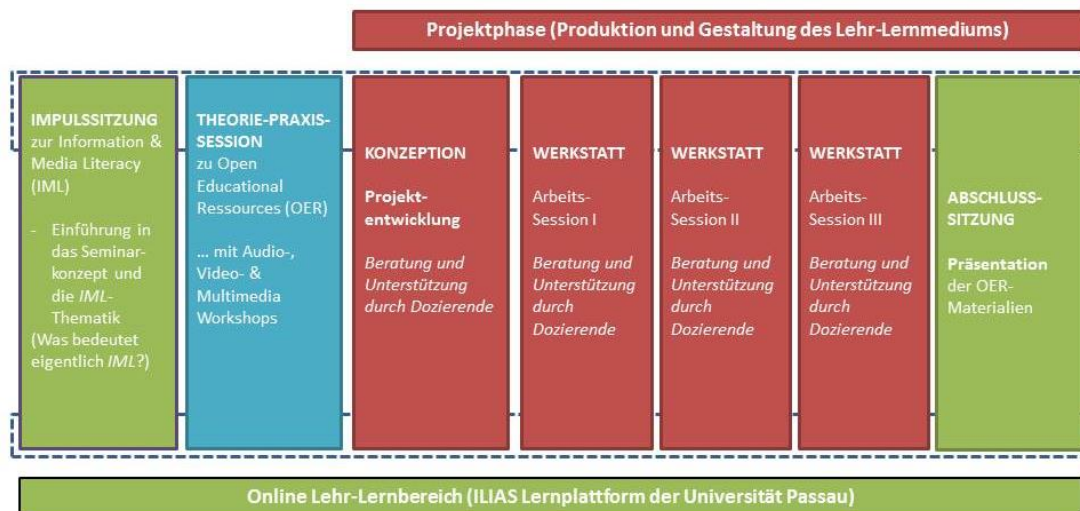 Projektphase (Produktion und Gestaltung des Lehr-Lernmediums)
IMPULSSITZUNG
zur Information &
Media Literacy
(IML)
- Einführung in
das Seminar-
konzept und
die IML-
Thematik
(Was bedeutet
eigentlich IML?)
THEORIE-PRAXIS-
SESSION
zu Open
Educational
Ressources (OER)
... mit Audio-,
Video- &
Multimedia
Workshops
KONZEPTION
Projekt-
entwicklung
Beratung und
Unterstützung
durch Dozierende
WERKSTATT
Arbeits-
Session I
Beratung und
Unterstützung
durch
Dozierende
WERKSTATT
Arbeits-
Session II
Beratung und
Unterstützung
durch
Dozierende
WERKSTATT
Arbeits-
Session III
Beratung und
Unterstützung
durch
Dozierende
ABSCHLUSS-
SITZUNG
Präsentation
der OER-
Materialien
Online Lehr-Lernbereich (ILIAS Lernplattform der Universität Passau)